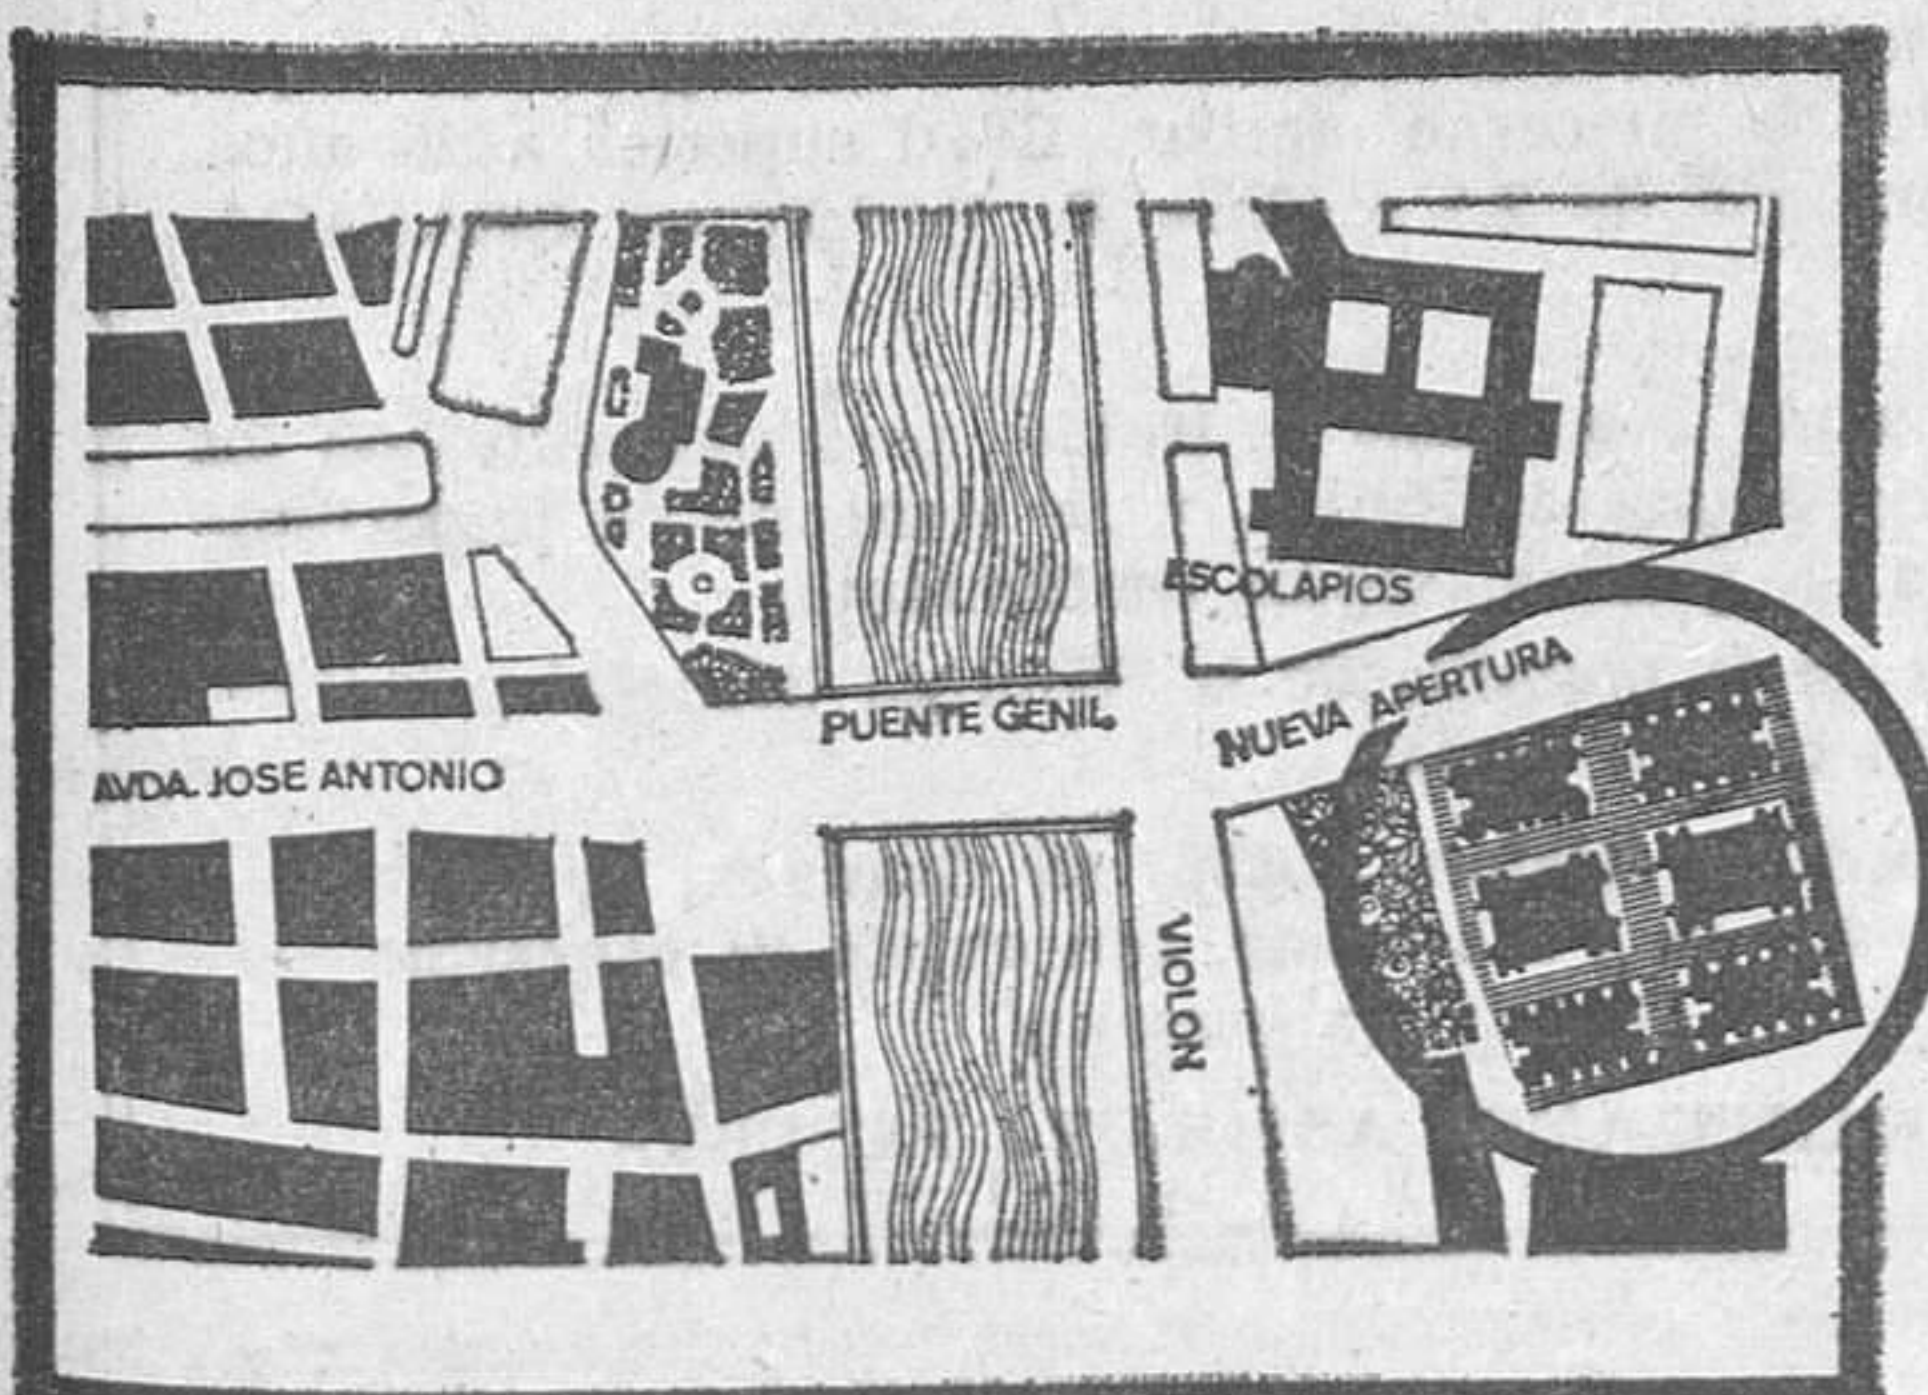 ESCOLAPIOS
NUEVA APERTURA
PUENTE GENIL
AVDA. JOSE ANTONIO
VIOLON